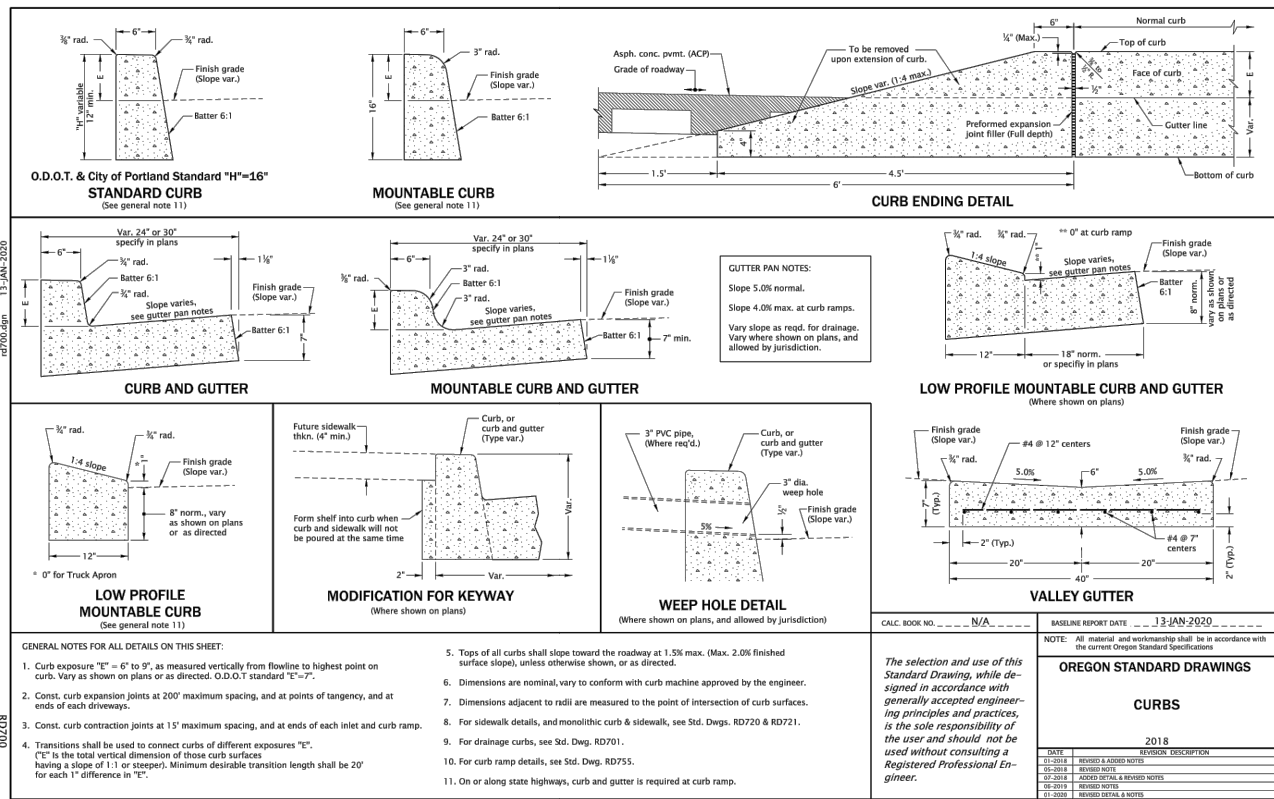 6"
⅜" rad.
¾" rad.
E
"H" variable
12" min.
Finish grade
(Slope var.)
Batter 6:1
O.D.O.T. & City of Portland Standard "H"=16"
STANDARD CURB
(See general note 11)
6"
3" rad.
E
16"
Finish grade
(Slope var.)
Batter 6:1
MOUNTABLE CURB
(See general note 11)
6"
Normal curb
¼" (Max.)
Asph. conc. pvmt. (ACP)
Grade of roadway
To be removed
upon extension of curb.
Slope var. (1:4 max.)
Top of curb
Face of curb
½"
E
Preformed expansion
joint filler (Full depth)
Gutter line
Var.
4"
Bottom of curb
1.5'
4.5'
6'
CURB ENDING DETAIL
Var. 24" or 30"
specify in plans
6"
1⅛"
¾" rad.
Batter 6:1
¾" rad.
E
Slope varies,
see gutter pan notes
Finish grade
(Slope var.)
Batter 6:1
7"
CURB AND GUTTER
Var. 24" or 30"
specify in plans
6"
1⅛"
⅜" rad.
3" rad.
Batter 6:1
3" rad.
E
Slope varies,
see gutter pan notes
Finish grade
(Slope var.)
Batter 6:1
7" min.
MOUNTABLE CURB AND GUTTER
GUTTER PAN NOTES:
Slope 5.0% normal.
Slope 4.0% max. at curb ramps.
Vary slope as reqd. for drainage.
Vary where shown on plans, and
allowed by jurisdiction.
¾" rad.
¾" rad.
** 0" at curb ramp
** 1"
1:4 slope
Slope varies,
see gutter pan notes
Finish grade
(Slope var.)
Batter
6:1
8" norm.
vary as shown,
on plans or
as directed
12"
18" norm.
or specifiy in plans
LOW PROFILE MOUNTABLE CURB AND GUTTER
(Where shown on plans)
¾" rad.
¾" rad.
1:4 slope
* 1"
Finish grade
(Slope var.)
8" norm., vary
as shown on plans
or as directed
12"
* 0" for Truck Apron
LOW PROFILE
MOUNTABLE CURB
(See general note 11)
Future sidewalk
thkn. (4" min.)
Curb, or
curb and gutter
(Type var.)
Form shelf into curb when
curb and sidewalk will not
be poured at the same time
Var.
2"
Var.
MODIFICATION FOR KEYWAY
(Where shown on plans)
3" PVC pipe,
(Where req'd.)
Curb, or
curb and gutter
(Type var.)
3" dia.
weep hole
½"
5%
Finish grade
(Slope var.)
WEEP HOLE DETAIL
(Where shown on plans, and allowed by jurisdiction)
Finish grade
(Slope var.)
#4 @ 12" centers
Finish grade
(Slope var.)
¾" rad.
5.0%
6"
5.0%
¾" rad.
7"
(Typ.)
2" (Typ.)
#4 @ 7"
centers
2" (Typ.)
20"
20"
40"
VALLEY GUTTER
GENERAL NOTES FOR ALL DETAILS ON THIS SHEET:
1. Curb exposure "E" = 6" to 9", as measured vertically from flowline to highest point on
curb. Vary as shown on plans or as directed. O.D.O.T standard "E"=7".
2. Const. curb expansion joints at 200' maximum spacing, and at points of tangency, and at
ends of each driveways.
3. Const. curb contraction joints at 15' maximum spacing, and at ends of each inlet and curb ramp.
4. Transitions shall be used to connect curbs of different exposures "E".
("E" Is the total vertical dimension of those curb surfaces
having a slope of 1:1 or steeper). Minimum desirable transition length shall be 20'
for each 1" difference in "E".
5. Tops of all curbs shall slope toward the roadway at 1.5% max. (Max. 2.0% finished
surface slope), unless otherwise shown, or as directed.
6. Dimensions are nominal, vary to conform with curb machine approved by the engineer.
7. Dimensions adjacent to radii are measured to the point of intersection of curb surfaces.
8. For sidewalk details, and monolithic curb & sidewalk, see Std. Dwgs. RD720 & RD721.
9. For drainage curbs, see Std. Dwg. RD701.
10. For curb ramp details, see Std. Dwg. RD755.
11. On or along state highways, curb and gutter is required at curb ramp.
CALC. BOOK NO. N/A
BASELINE REPORT DATE 13-JAN-2020
The selection and use of this
Standard Drawing, while de-
signed in accordance with
generally accepted engineer-
ing principles and practices,
is the sole responsibility of
the user and should not be
used without consulting a
Registered Professional En-
gineer.
NOTE: All material and workmanship shall be in accordance with
the current Oregon Standard Specifications
OREGON STANDARD DRAWINGS
CURBS
2018
DATE REVISION DESCRIPTION
01-2018 REVISED & ADDED NOTES
05-2018 REVISED NOTE
07-2018 ADDED DETAIL & REVISED NOTES
08-2019 REVISED NOTES
01-2020 REVISED DETAIL & NOTES
rd700.dgn 13-JAN-2020
RD700